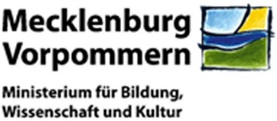 Mecklenburg
Vorpommern
Ministerium für Bildung,
Wissenschaft und Kultur